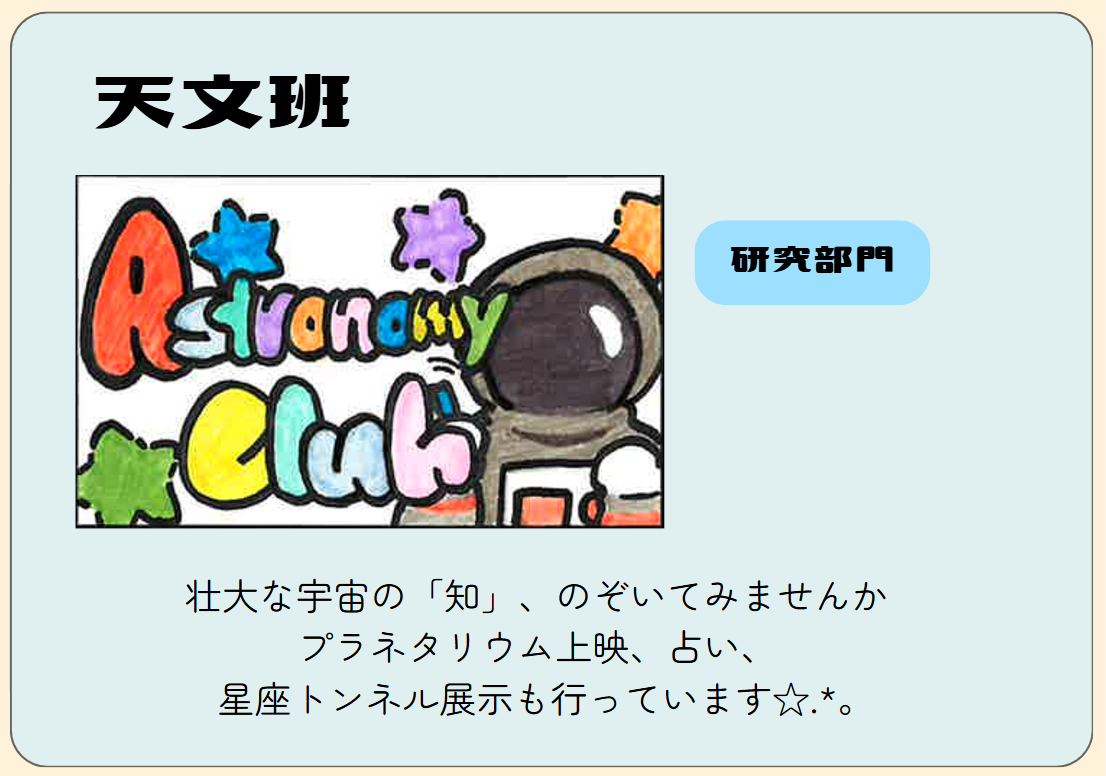 天文班
Astronomy
Club
研究部門
壮大な宇宙の「知」、のぞいてみませんか
プラネタリウム上映、占い、
星座トンネル展示も行っています☆.*。